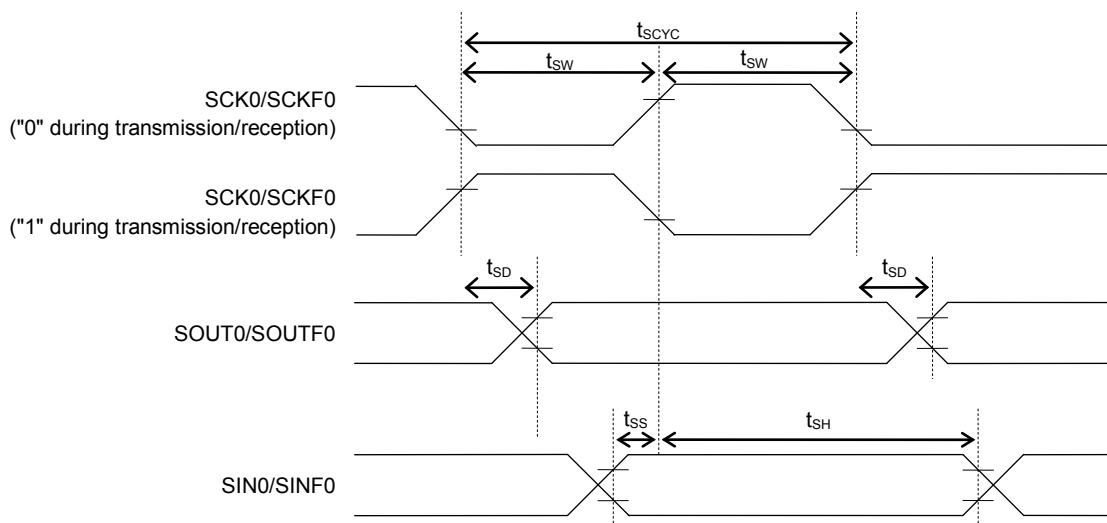 tSCYC
tSW tSW
SCK0/SCKF0
("0" during transmission/reception)
SCK0/SCKF0
("1" during transmission/reception)
tSD tSD
SOUT0/SOUTF0
tSS tSH
SIN0/SINF0